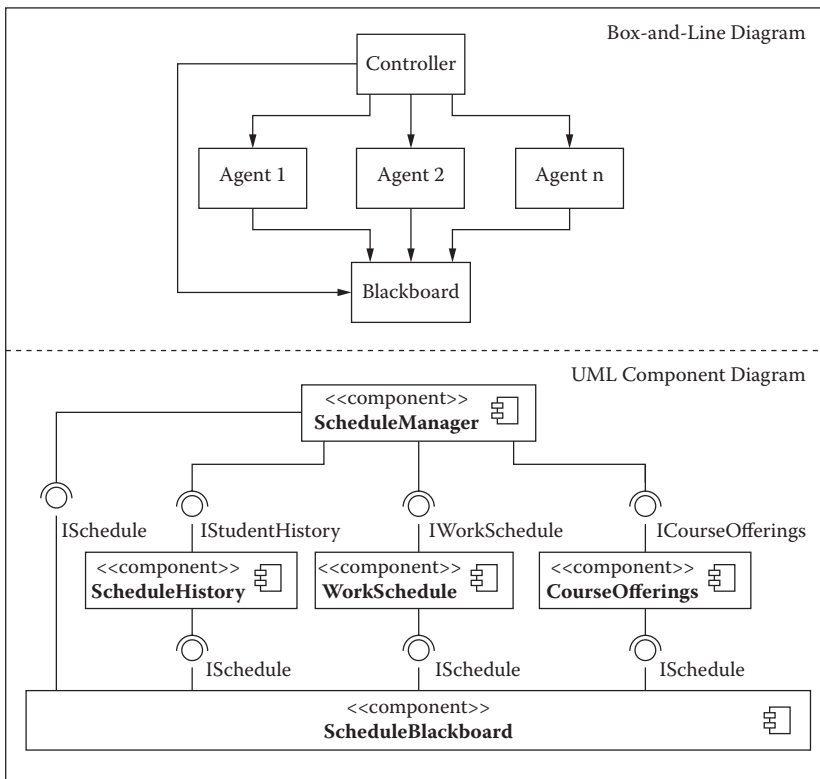 Box-and-Line Diagram
Controller
Agent 1
Agent 2
Agent n
Blackboard
UML Component Diagram
<<component>>
ScheduleManager
ISchedule
IStudentHistory
IWorkSchedule
ICourseOfferings
<<component>>
ScheduleHistory
<<component>>
WorkSchedule
<<component>>
CourseOfferings
ISchedule
ISchedule
ISchedule
<<component>>
ScheduleBlackboard